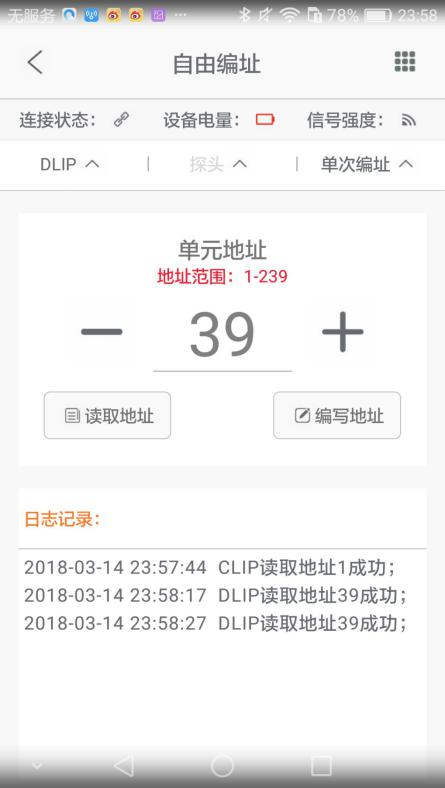 无服务 ··· 78% 23:58
自由编址
连接状态： 设备电量： 信号强度：
DLIP | 探头 | 单次编址
单元地址
地址范围：1-239
39
读取地址 编写地址
日志记录：
2018-03-14 23:57:44 CLIP读取地址1成功；
2018-03-14 23:58:17 DLIP读取地址39成功；
2018-03-14 23:58:27 DLIP读取地址39成功；